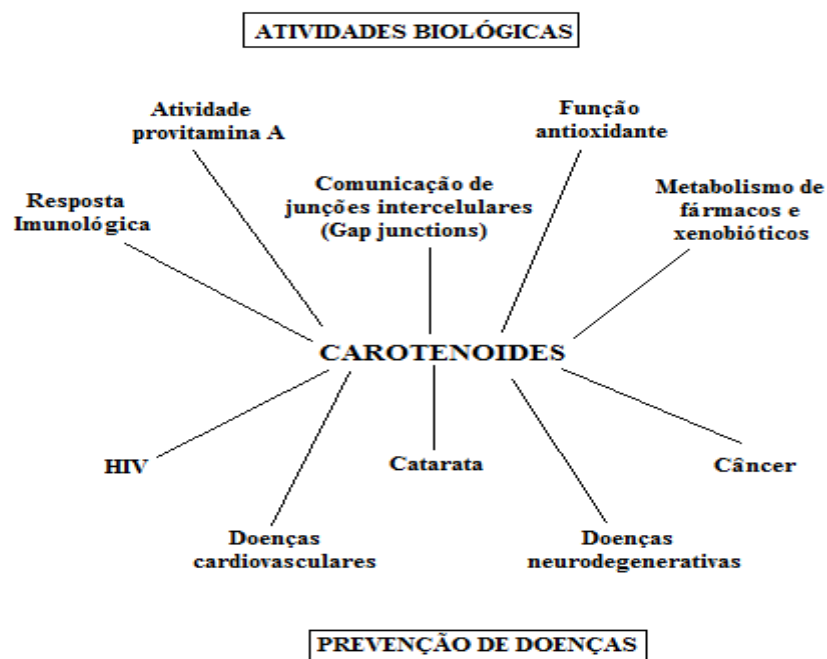 ATIVIDADES BIOLÓGICAS
Atividade
provitamina A
Função
antioxidante
Resposta
Imunológica
Comunicação de
junções intercelulares
(Gap junctions)
Metabolismo de
fármacos e
xenobióticos
CAROTENOIDES
HIV
Catarata
Câncer
Doenças
cardiovasculares
Doenças
neurodegenerativas
PREVENÇÃO DE DOENÇAS